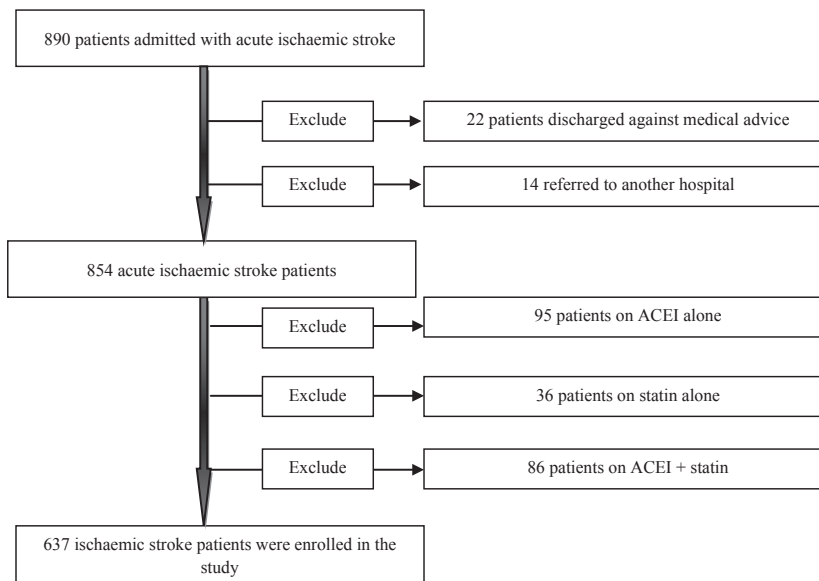 890 patients admitted with acute ischaemic stroke
Exclude
22 patients discharged against medical advice
Exclude
14 referred to another hospital
854 acute ischaemic stroke patients
Exclude
95 patients on ACEI alone
Exclude
36 patients on statin alone
Exclude
86 patients on ACEI + statin
637 ischaemic stroke patients were enrolled in the
study